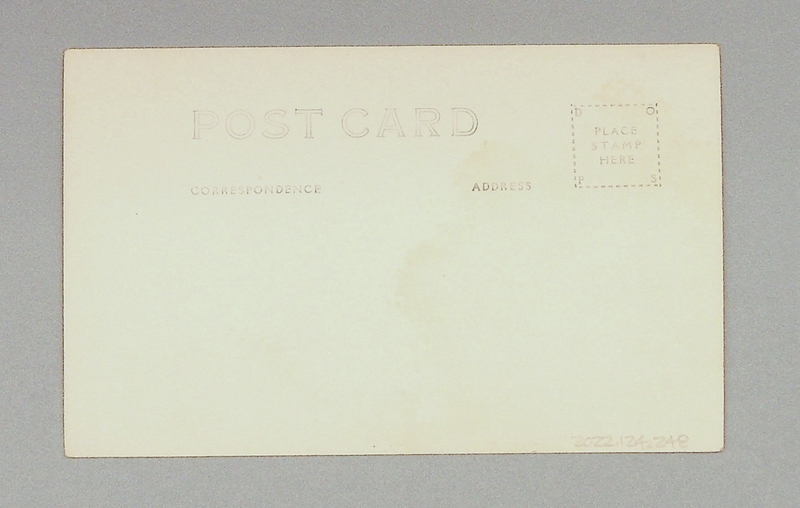 POST CARD
CORRESPONDENCE
ADDRESS
D O
PLACE
STAMP
HERE
P S
2022.124.248